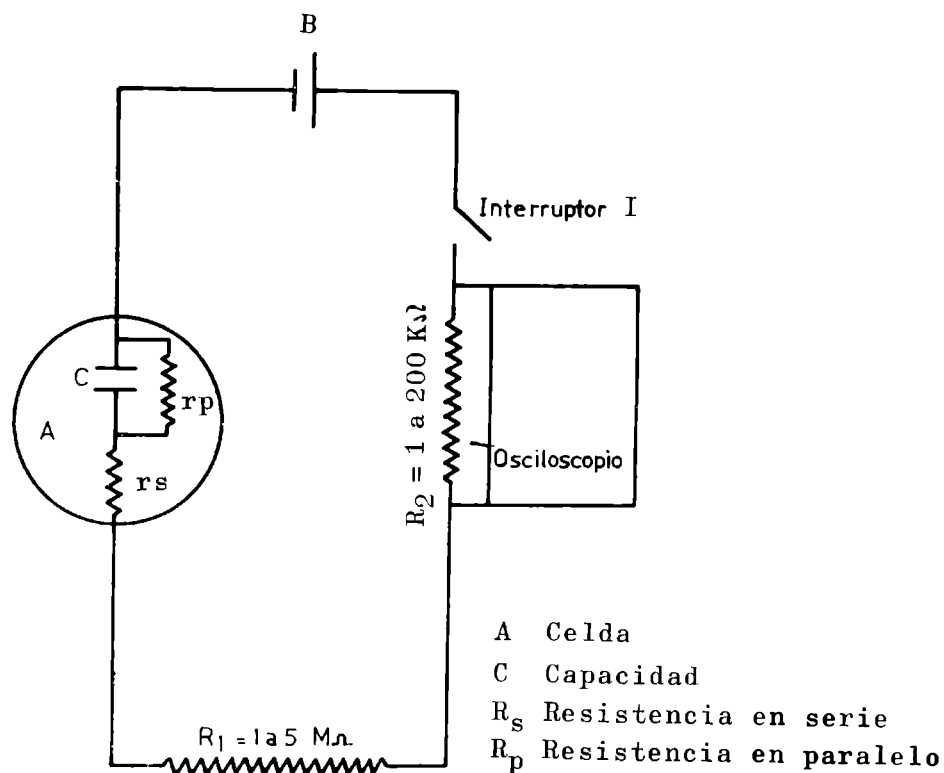 B
Interruptor I
C
rp
A
rs
R2 = 1 a 200 KΩ
Osciloscopio
R1 = 1 a 5 MΩ
A Celda
C Capacidad
Rs Resistencia en serie
Rp Resistencia en paralelo